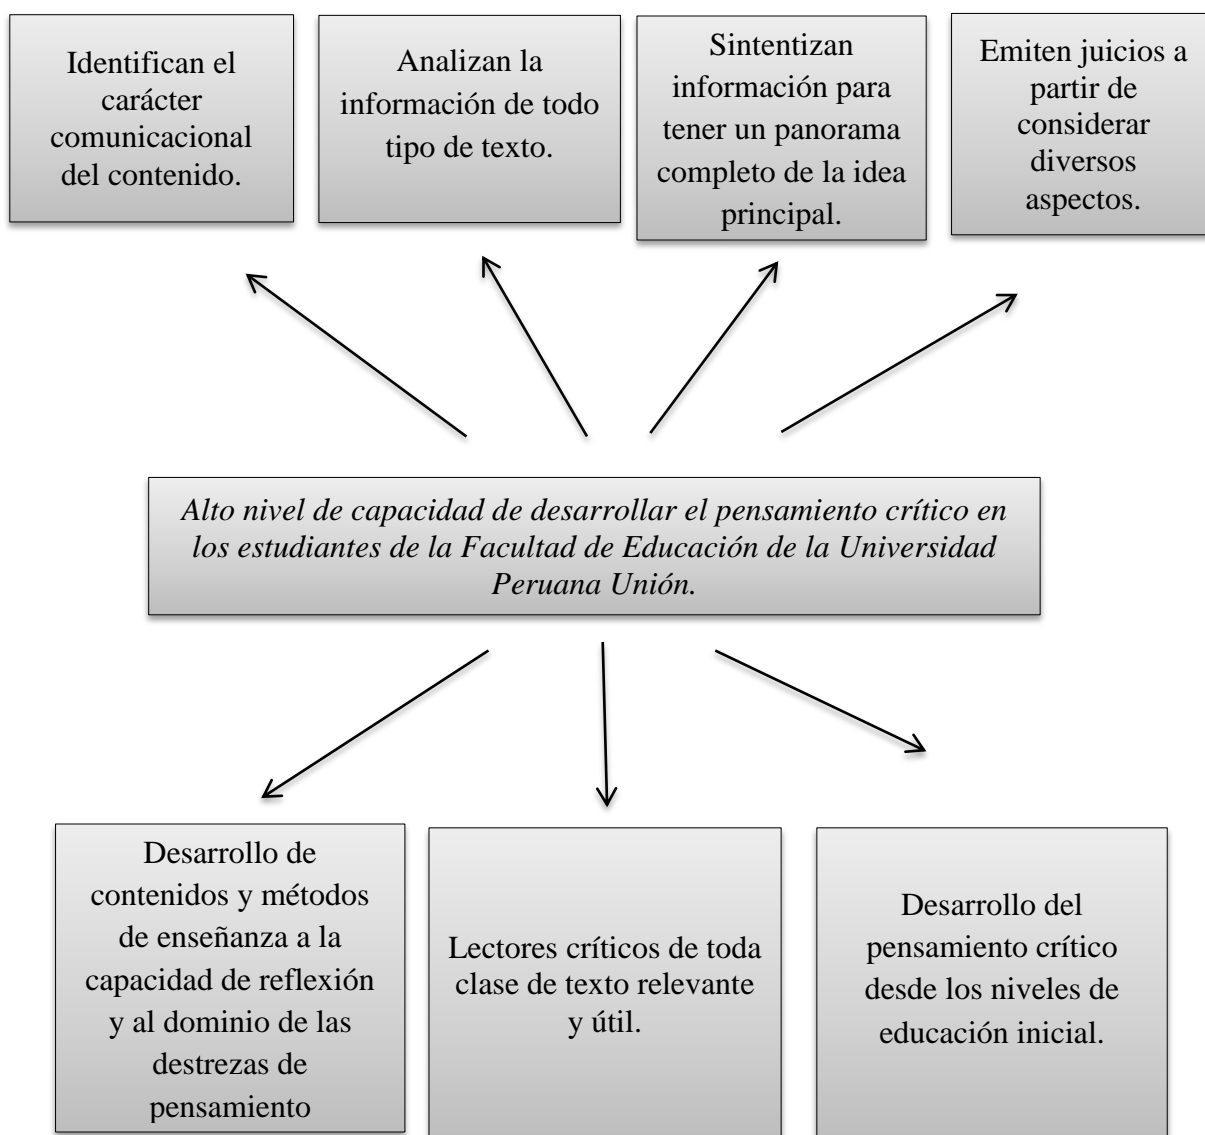 Identifican el
carácter
comunicacional
del contenido.
Analizan la
información de todo
tipo de texto.
Sintentizan
información para
tener un panorama
completo de la idea
principal.
Emiten juicios a
partir de
considerar
diversos
aspectos.
Alto nivel de capacidad de desarrollar el pensamiento crítico en
los estudiantes de la Facultad de Educación de la Universidad
Peruana Unión.
Desarrollo de
contenidos y métodos
de enseñanza a la
capacidad de reflexión
y al dominio de las
destrezas de
pensamiento
Lectores críticos de toda
clase de texto relevante
y útil.
Desarrollo del
pensamiento crítico
desde los niveles de
educación inicial.